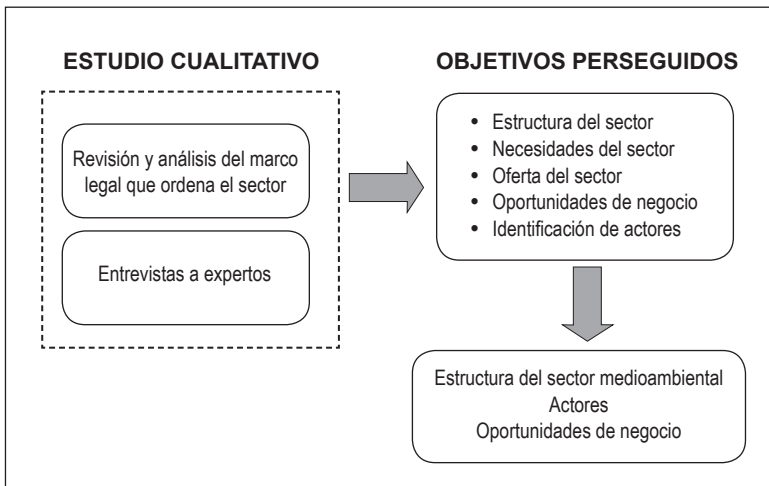 ESTUDIO CUALITATIVO
Revisión y análisis del marco
legal que ordena el sector
Entrevistas a expertos
OBJETIVOS PERSEGUIDOS
• Estructura del sector
• Necesidades del sector
• Oferta del sector
• Oportunidades de negocio
• Identificación de actores
Estructura del sector medioambiental
Actores
Oportunidades de negocio